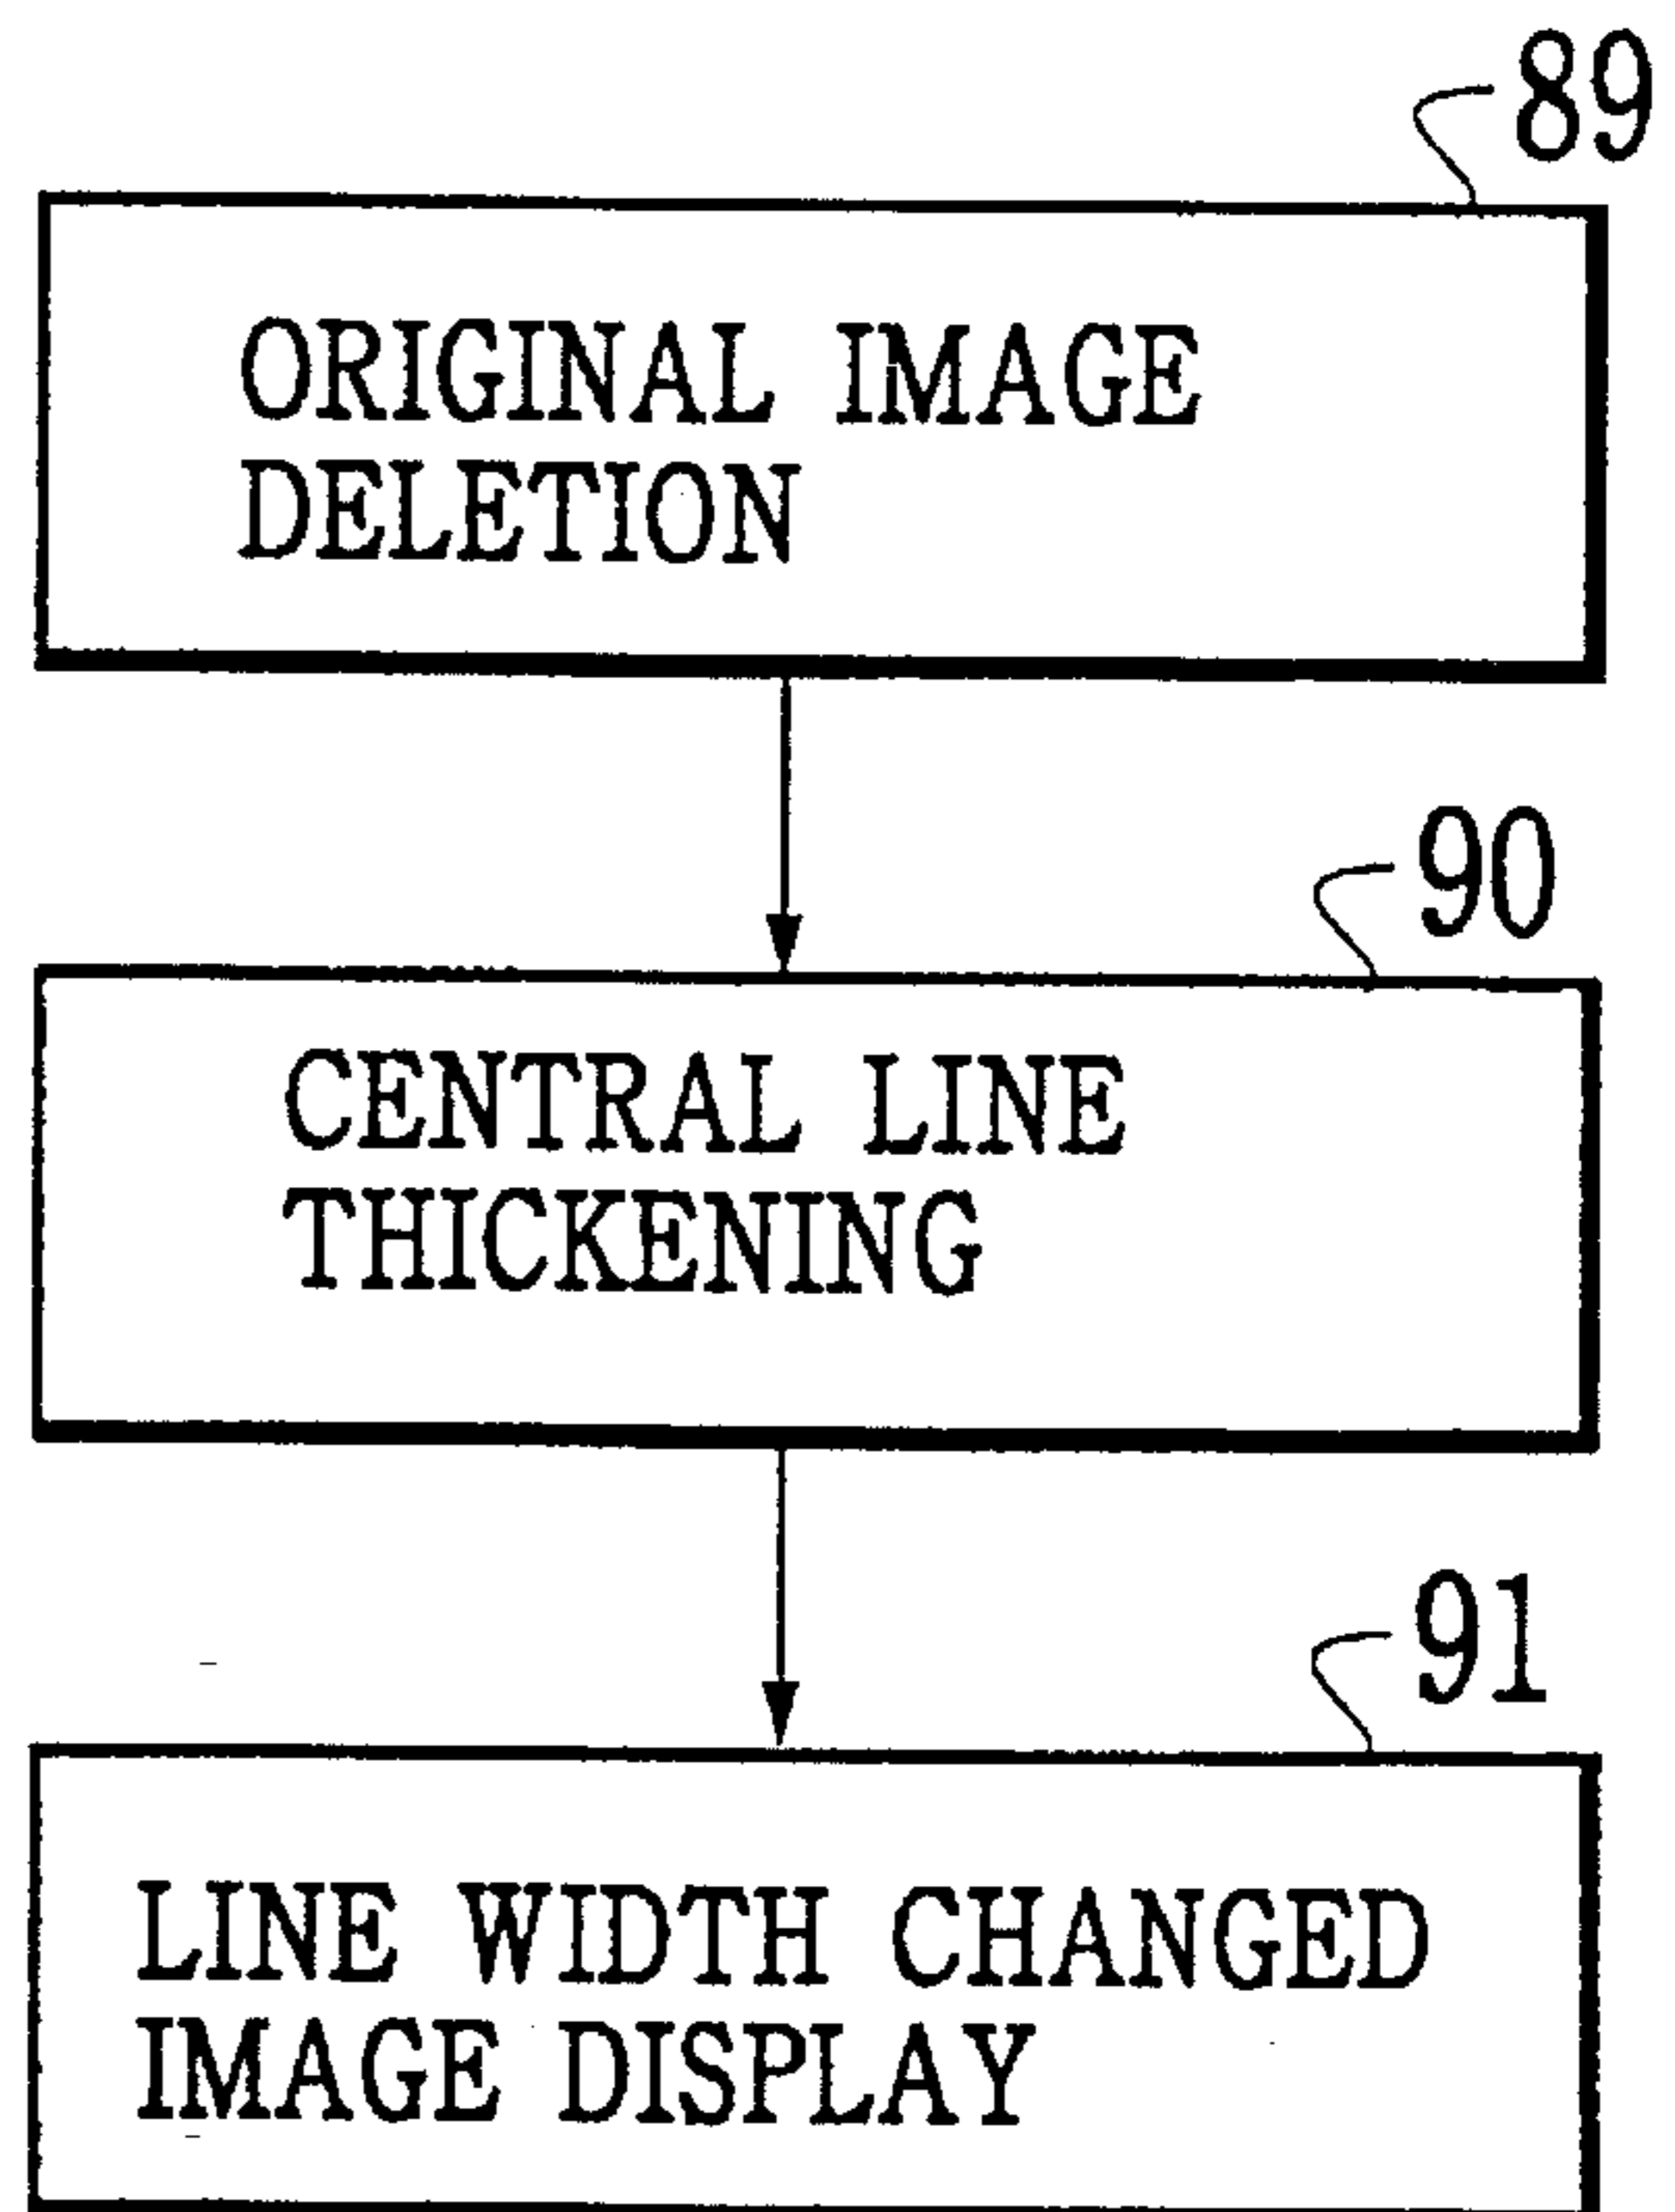 89
ORIGINAL IMAGE
DELETION
90
CENTRAL LINE
THICKENING
91
LINE WIDTH CHANGED
IMAGE DISPLAY